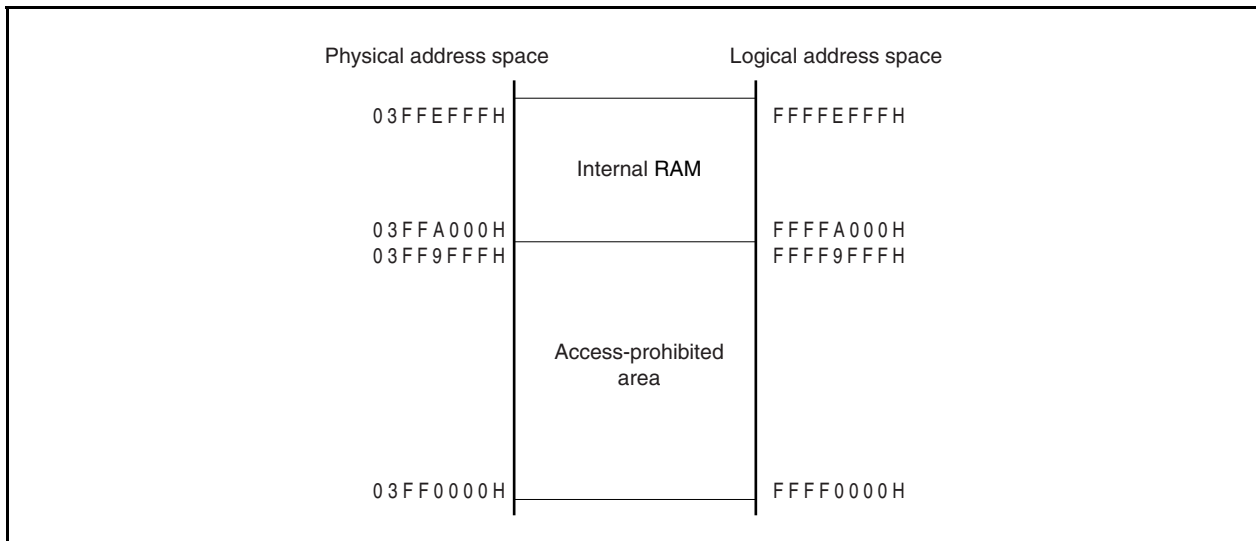 Physical address space Logical address space
03FFEFFFH FFFFEFFFH
Internal RAM
03FFA000H FFFFA000H
03FF9FFFH FFFF9FFFH
Access-prohibited
area
03FF0000H FFFF0000H